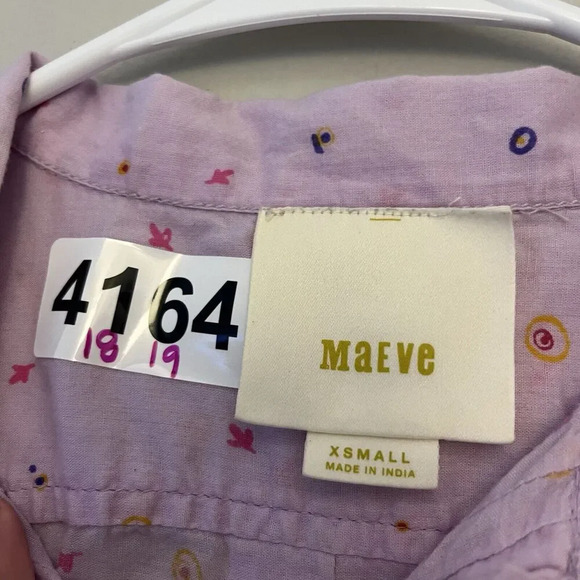 4164
18 19
MaEVe
XSMALL
MADE IN INDIA